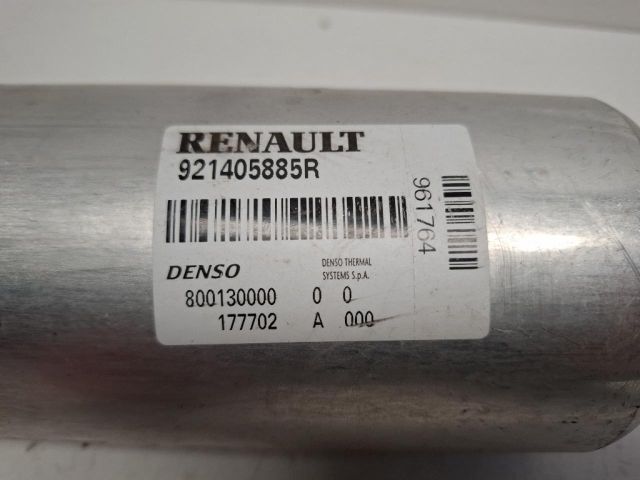 RENAULT
921405885R
961764
DENSO
DENSO THERMAL
SYSTEMS S.p.A.
800130000 0 0
177702 A 000